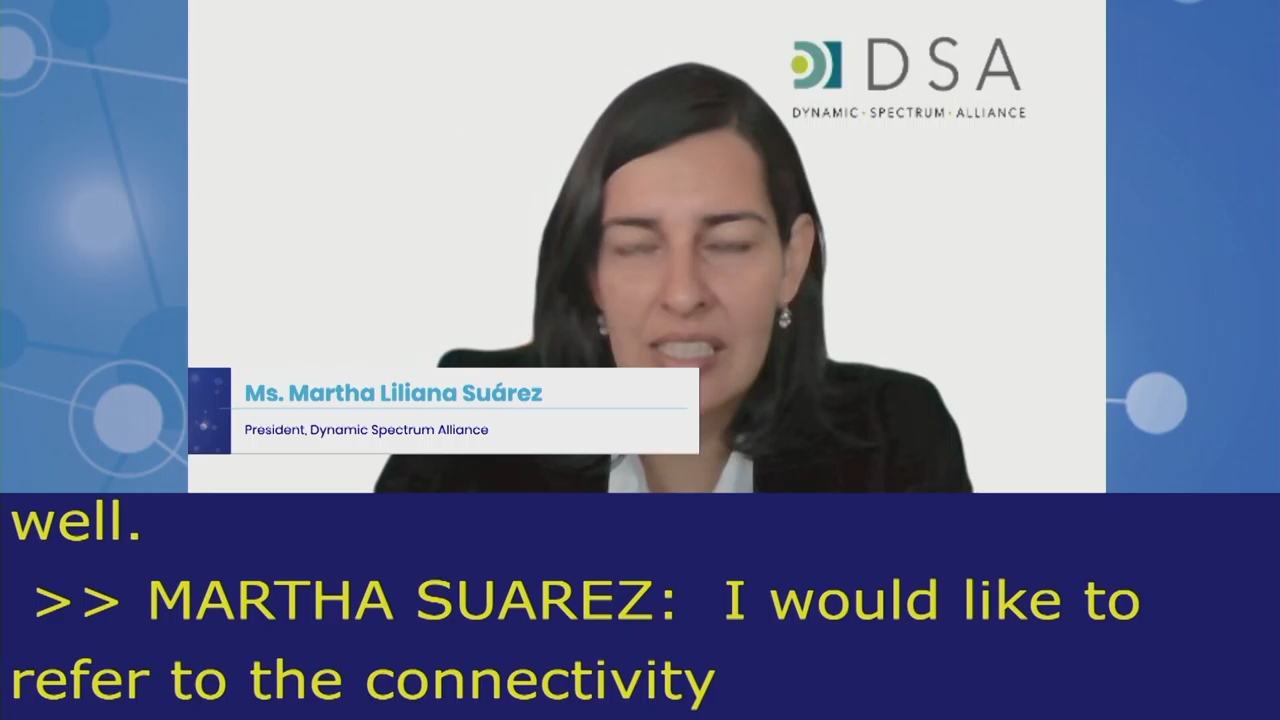 DSA
DYNAMIC·SPECTRUM·ALLIANCE
Ms. Martha Liliana Suárez
President, Dynamic Spectrum Alliance
well.
>> MARTHA SUAREZ:  I would like to
refer to the connectivity